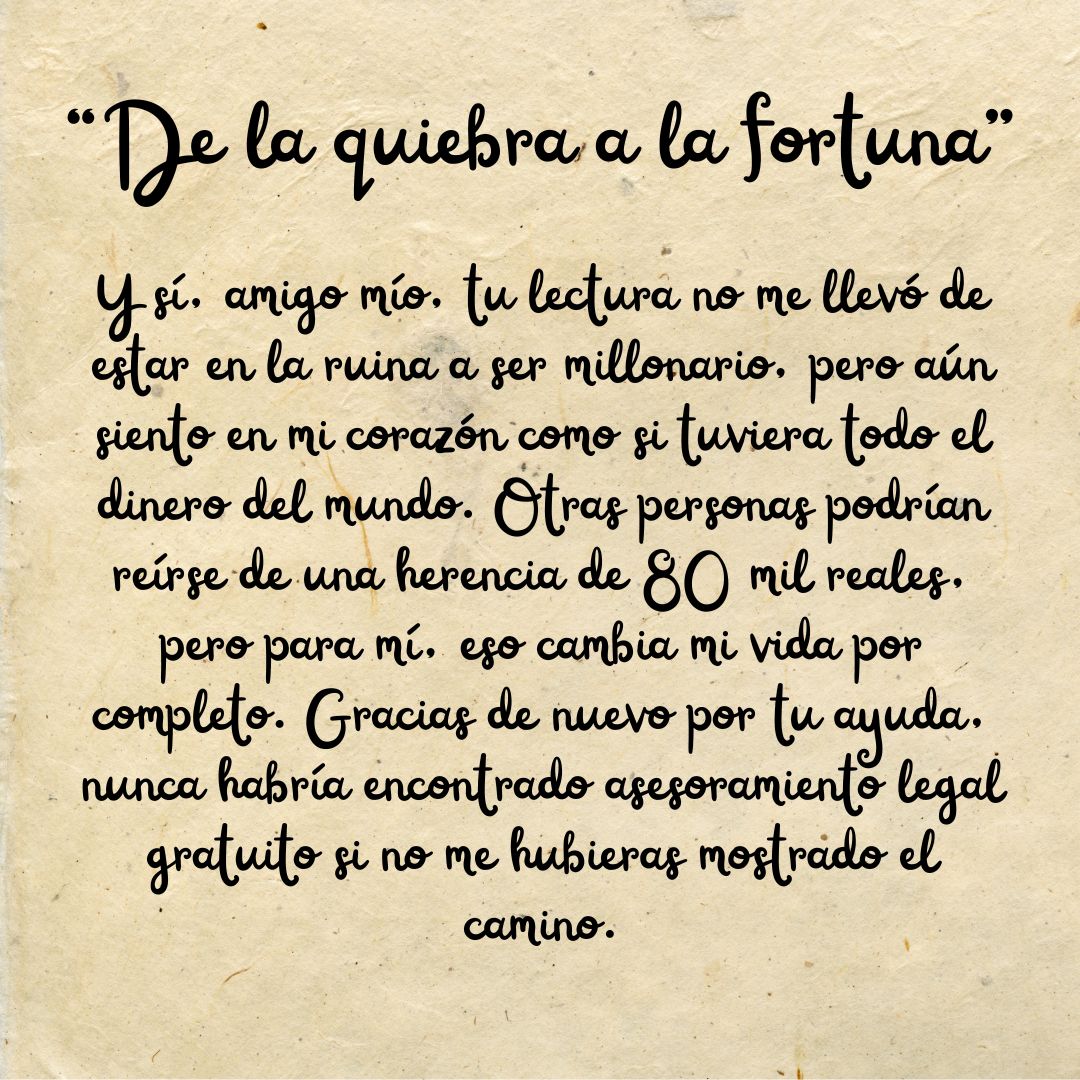 “De la quiebra a la fortuna”
Y sí, amigo mío, tu lectura no me llevó de
estar en la ruina a ser millonario, pero aún
siento en mi corazón como si tuviera todo el
dinero del mundo. Otras personas podrían
reírse de una herencia de 80 mil reales,
pero para mí, eso cambia mi vida por
completo. Gracias de nuevo por tu ayuda,
nunca habría encontrado asesoramiento legal
gratuito si no me hubieras mostrado el
camino.